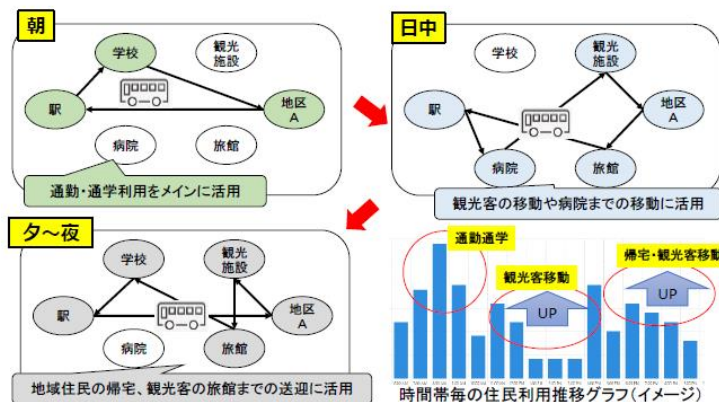 朝
学校
観光
施設
駅
地区
A
病院
旅館
通勤・通学利用をメインに活用
日中
学校
観光
施設
駅
地区
A
病院
旅館
観光客の移動や病院までの移動に活用
夕~夜
学校
観光
施設
駅
地区
A
病院
旅館
地域住民の帰宅、観光客の旅館までの送迎に活用
通勤通学
観光客移動
UP
帰宅・観光客移動
UP
時間帯毎の住民利用推移グラフ(イメージ)